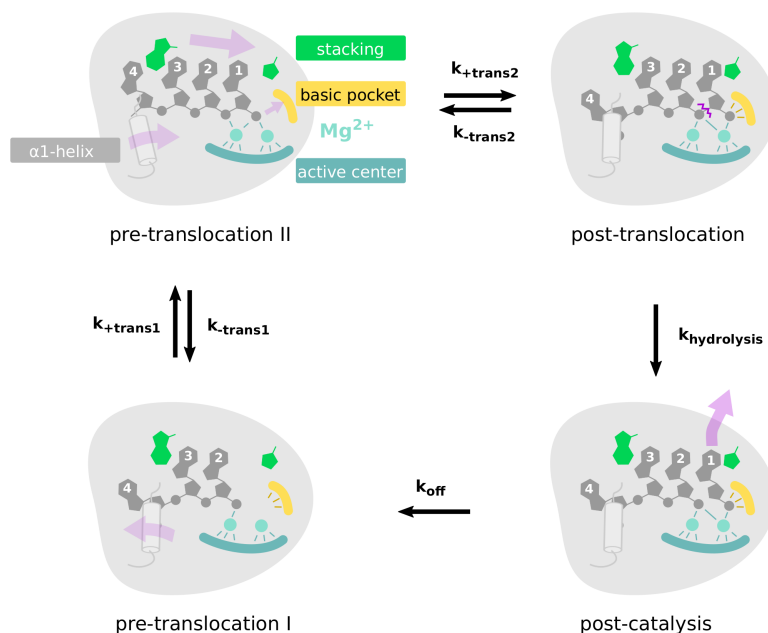 stacking
4
3
2
1
basic pocket
Mg²⁺
α1-helix
active center
pre-translocation II
k+trans2
k-trans2
3
2
1
4
post-translocation
k+trans1
k-trans1
khydrolysis
3
2
4
pre-translocation I
koff
3
2
1
4
post-catalysis